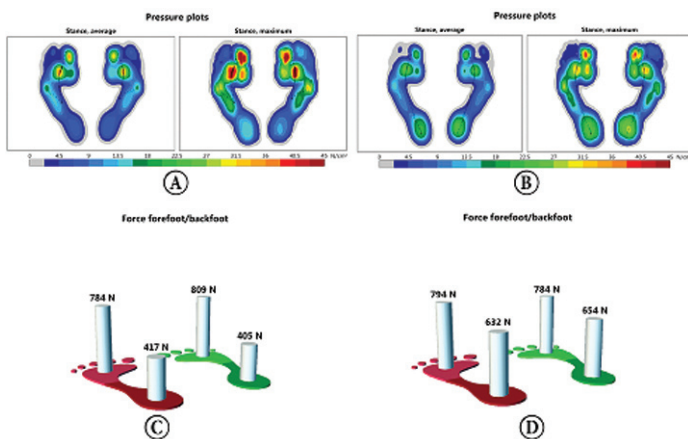 Pressure plots
Stance, average
Stance, maximum
0 4.5 9 13.5 18 22.5 27 31.5 36 40.5 45 N/cm²
A
Pressure plots
Stance, average
Stance, maximum
0 4.5 9 13.5 18 22.5 27 31.5 36 40.5 45 N/cm²
B
Force forefoot/backfoot
784 N
417 N
809 N
405 N
C
Force forefoot/backfoot
794 N
632 N
784 N
654 N
D